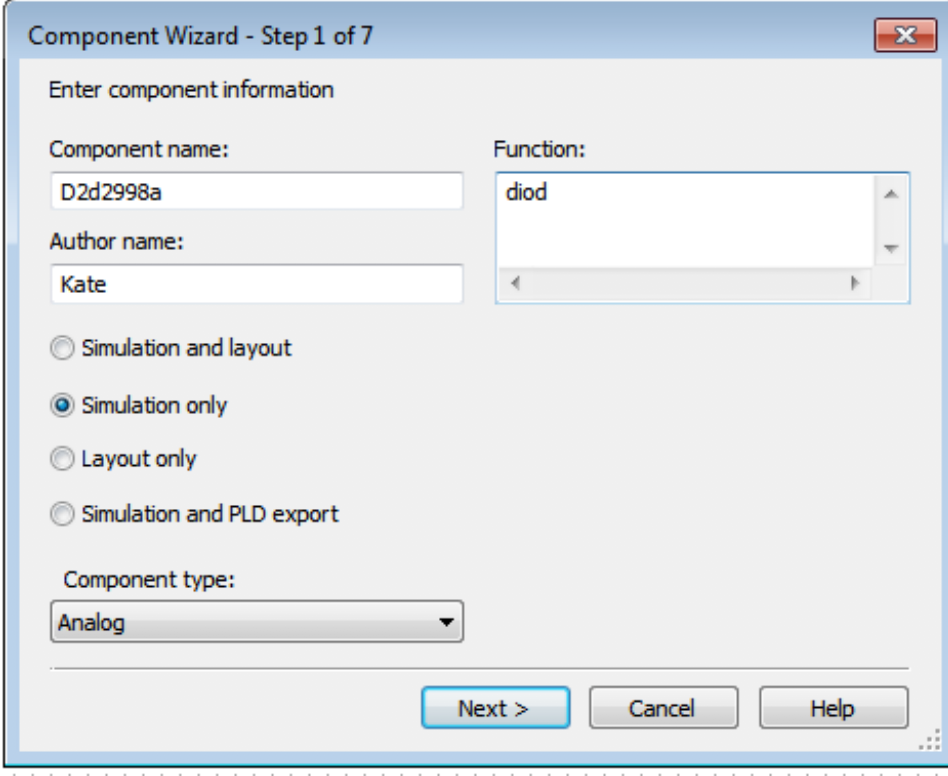 Component Wizard - Step 1 of 7
Enter component information
Component name:
D2d2998a
Author name:
Kate
Function:
diod
Simulation and layout
Simulation only
Layout only
Simulation and PLD export
Component type:
Analog
Next >
Cancel
Help